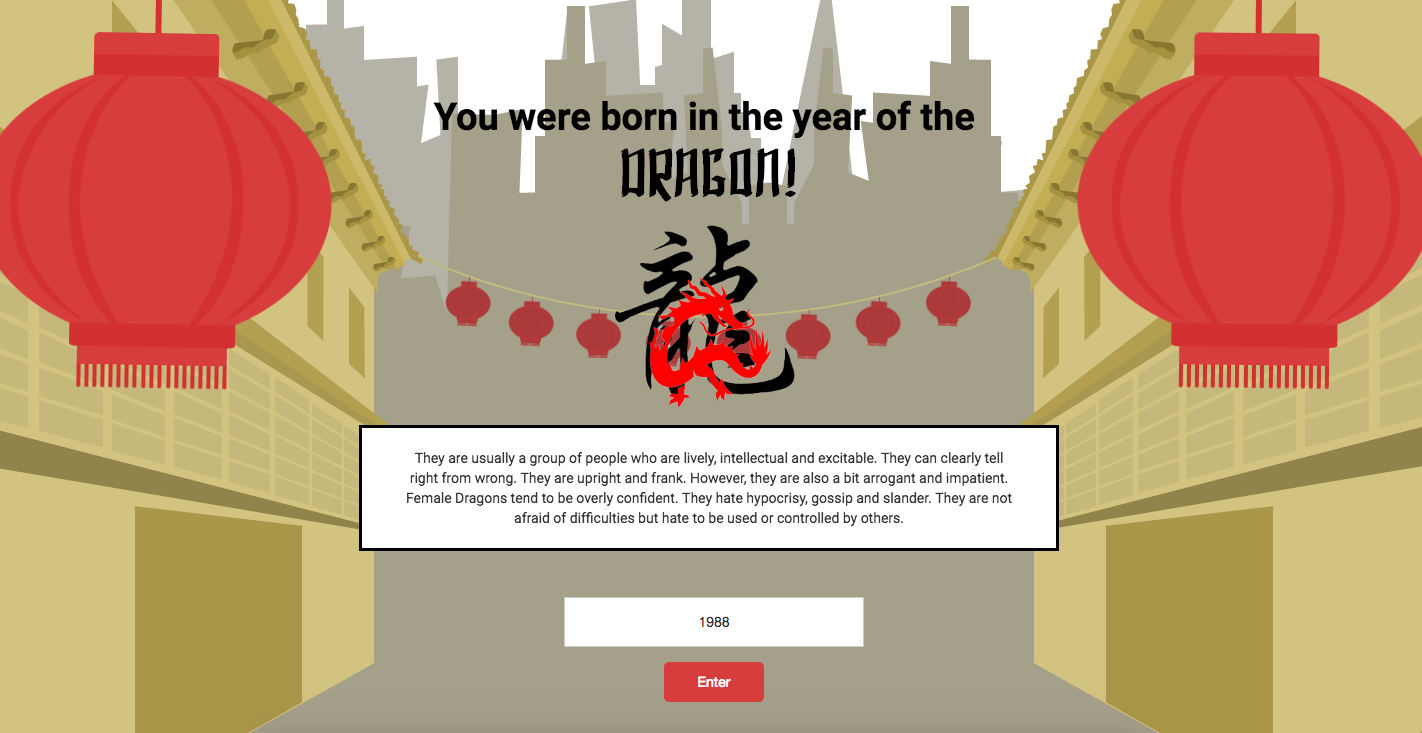 You were born in the year of the
DRAGON!
龍
They are usually a group of people who are lively, intellectual and excitable. They can clearly tell
right from wrong. They are upright and frank. However, they are also a bit arrogant and impatient.
Female Dragons tend to be overly confident. They hate hypocrisy, gossip and slander. They are not
afraid of difficulties but hate to be used or controlled by others.
1988
Enter